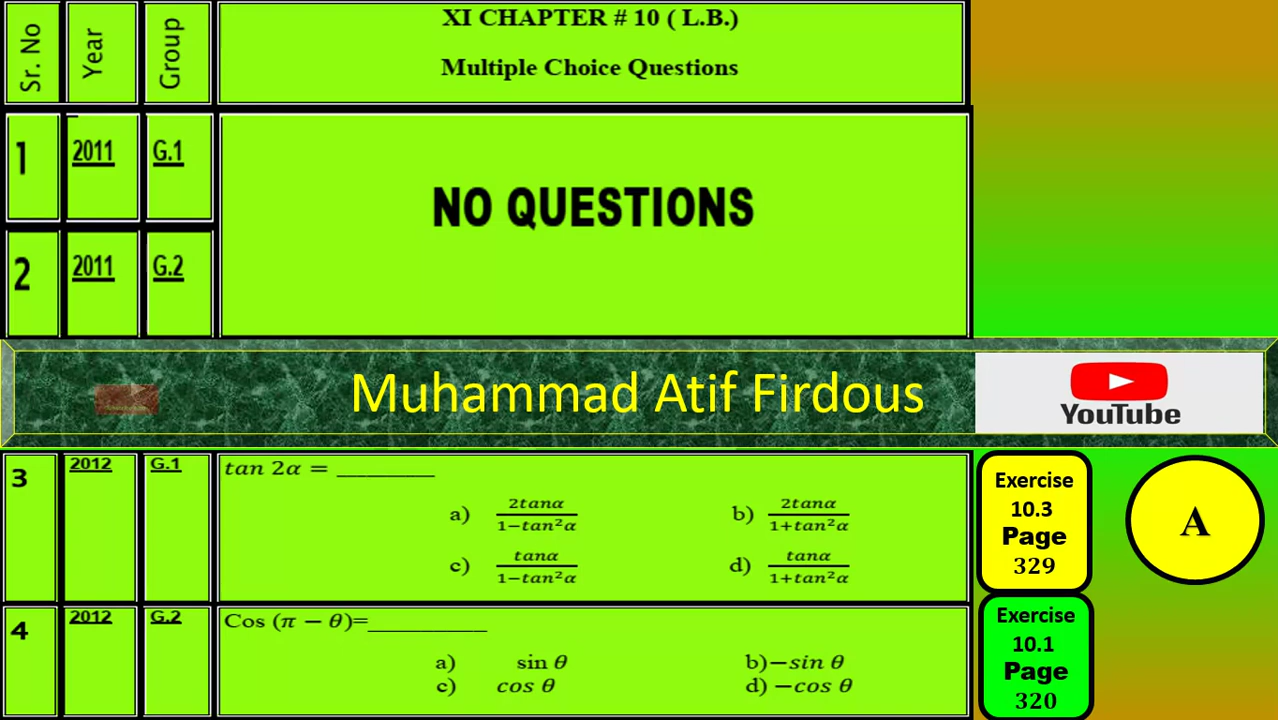 Sr. No Year Group XI CHAPTER # 10 ( L.B.)
Multiple Choice Questions
1 2011 G.1
NO QUESTIONS
2 2011 G.2
Muhammad Atif Firdous
YouTube
3 2012 G.1 tan 2α = _________
a) 2tanα/1−tan²α b) 2tanα/1+tan²α
c) tanα/1−tan²α d) tanα/1+tan²α
Exercise
10.3
Page
329
A
4 2012 G.2 Cos (π − θ)=___________
a) sin θ b)−sin θ
c) cos θ d) −cos θ
Exercise
10.1
Page
320